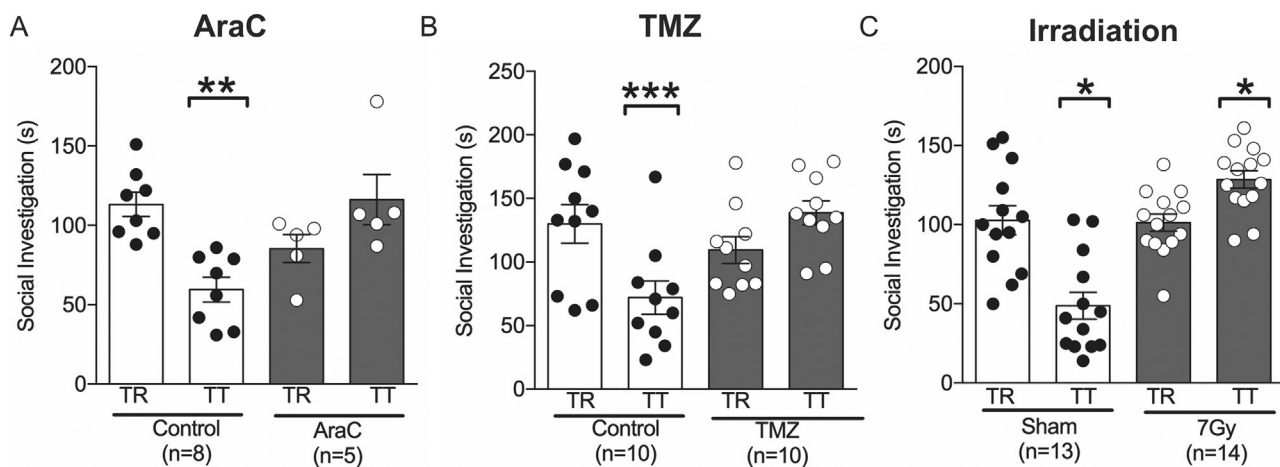 A AraC
Social Investigation (s)
200
150
100
50
0
**
TR TT TR TT
Control AraC
(n=8) (n=5)
B TMZ
Social Investigation (s)
250
200
150
100
50
0
***
TR TT TR TT
Control TMZ
(n=10) (n=10)
C Irradiation
Social Investigation (s)
200
150
100
50
0
* *
TR TT TR TT
Sham 7Gy
(n=13) (n=14)